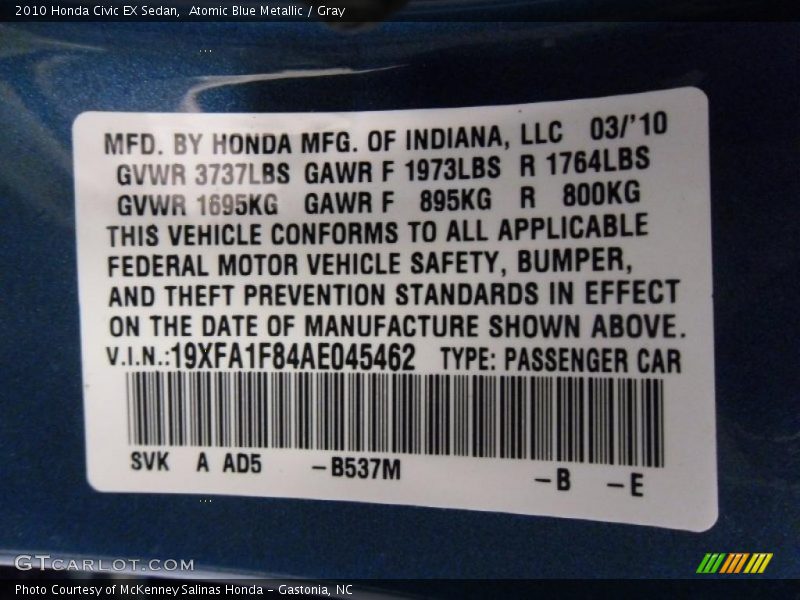 2010 Honda Civic EX Sedan,  Atomic Blue Metallic / Gray
MFD. BY HONDA MFG. OF INDIANA, LLC 03/'10
GVWR 3737LBS GAWR F 1973LBS R 1764LBS
GVWR 1695KG GAWR F 895KG R 800KG
THIS VEHICLE CONFORMS TO ALL APPLICABLE
FEDERAL MOTOR VEHICLE SAFETY, BUMPER,
AND THEFT PREVENTION STANDARDS IN EFFECT
ON THE DATE OF MANUFACTURE SHOWN ABOVE.
V.I.N.:19XFA1F84AE045462 TYPE: PASSENGER CAR
SVK A AD5 –B537M –B –E
GTCARLOT.COM
Photo Courtesy of McKenney Salinas Honda - Gastonia, NC